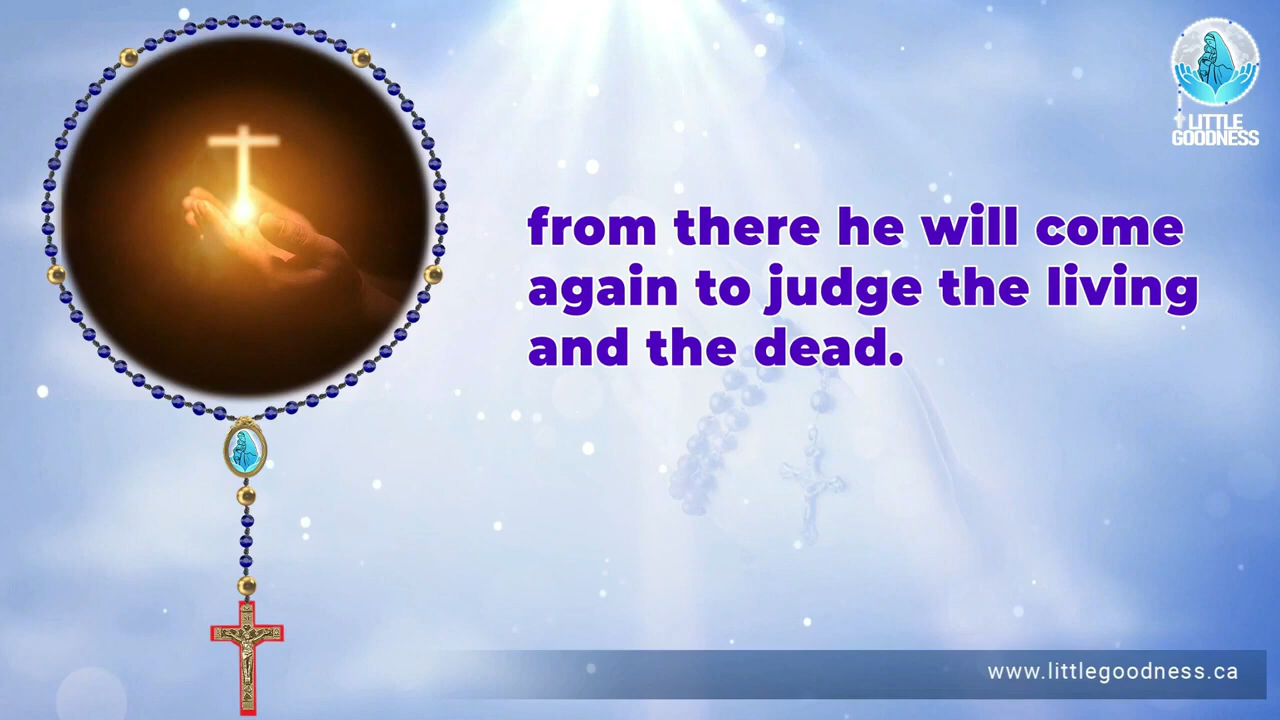 LITTLE
GOODNESS
from there he will come
again to judge the living
and the dead.
www.littlegoodness.ca